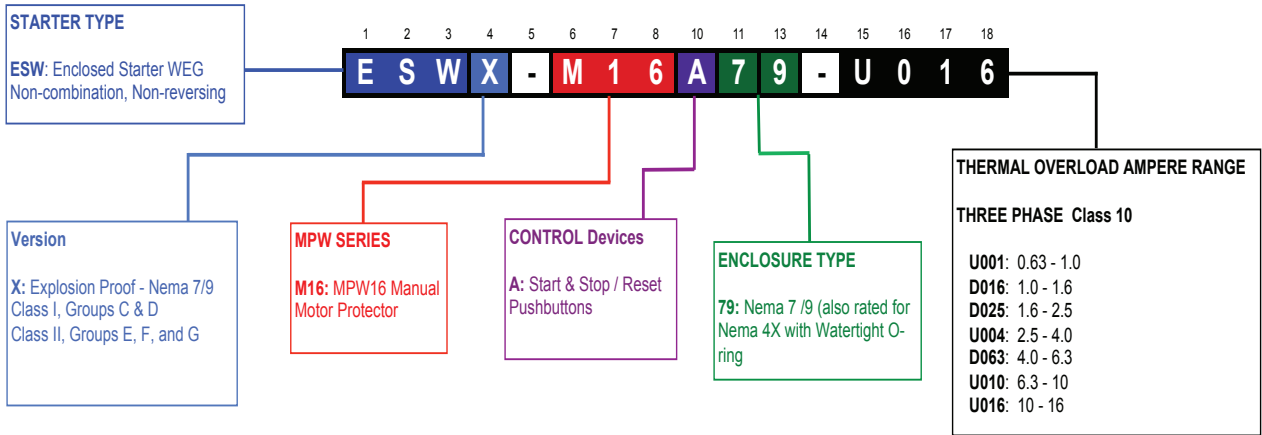 STARTER TYPE
ESW: Enclosed Starter WEG
Non-combination, Non-reversing
1 2 3 4 5 6 7 8 10 11 13 14 15 16 17 18
E S W X - M 1 6 A 7 9 - U 0 1 6
Version
X: Explosion Proof - Nema 7/9
Class I, Groups C & D
Class II, Groups E, F, and G
MPW SERIES
M16: MPW16 Manual
Motor Protector
CONTROL Devices
A: Start & Stop / Reset
Pushbuttons
ENCLOSURE TYPE
79: Nema 7 /9 (also rated for
Nema 4X with Watertight O-
ring
THERMAL OVERLOAD AMPERE RANGE
THREE PHASE Class 10
U001: 0.63 - 1.0
D016: 1.0 - 1.6
D025: 1.6 - 2.5
U004: 2.5 - 4.0
D063: 4.0 - 6.3
U010: 6.3 - 10
U016: 10 - 16